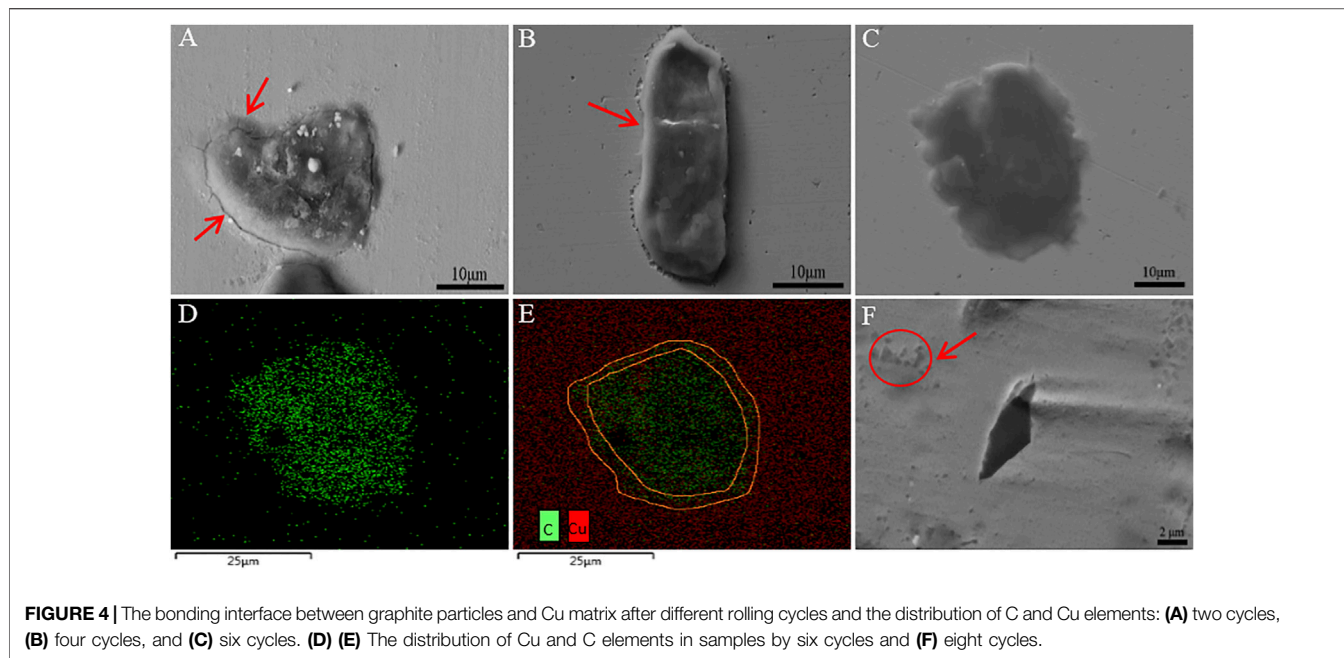 A
B
C
10µm
10µm
10µm
D
E
F
C
Cu
25µm
25µm
2 µm
FIGURE 4 | The bonding interface between graphite particles and Cu matrix after different rolling cycles and the distribution of C and Cu elements: (A) two cycles,
(B) four cycles, and (C) six cycles. (D) (E) The distribution of Cu and C elements in samples by six cycles and (F) eight cycles.